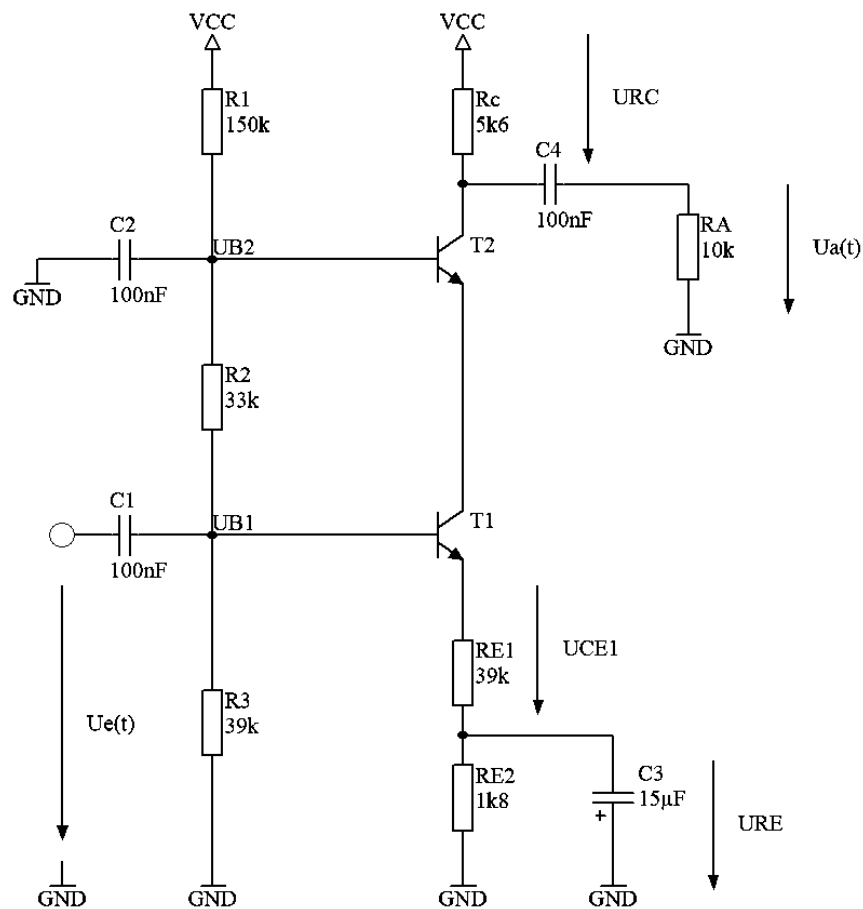 VCC
VCC
R1
150k
Rc
5k6
URC
C4
100nF
RA
10k
Ua(t)
GND
C2
100nF
GND
UB2
T2
R2
33k
C1
100nF
UB1
T1
RE1
39k
UCE1
R3
39k
Ue(t)
RE2
1k8
C3
15µF
+
URE
GND
GND
GND
GND